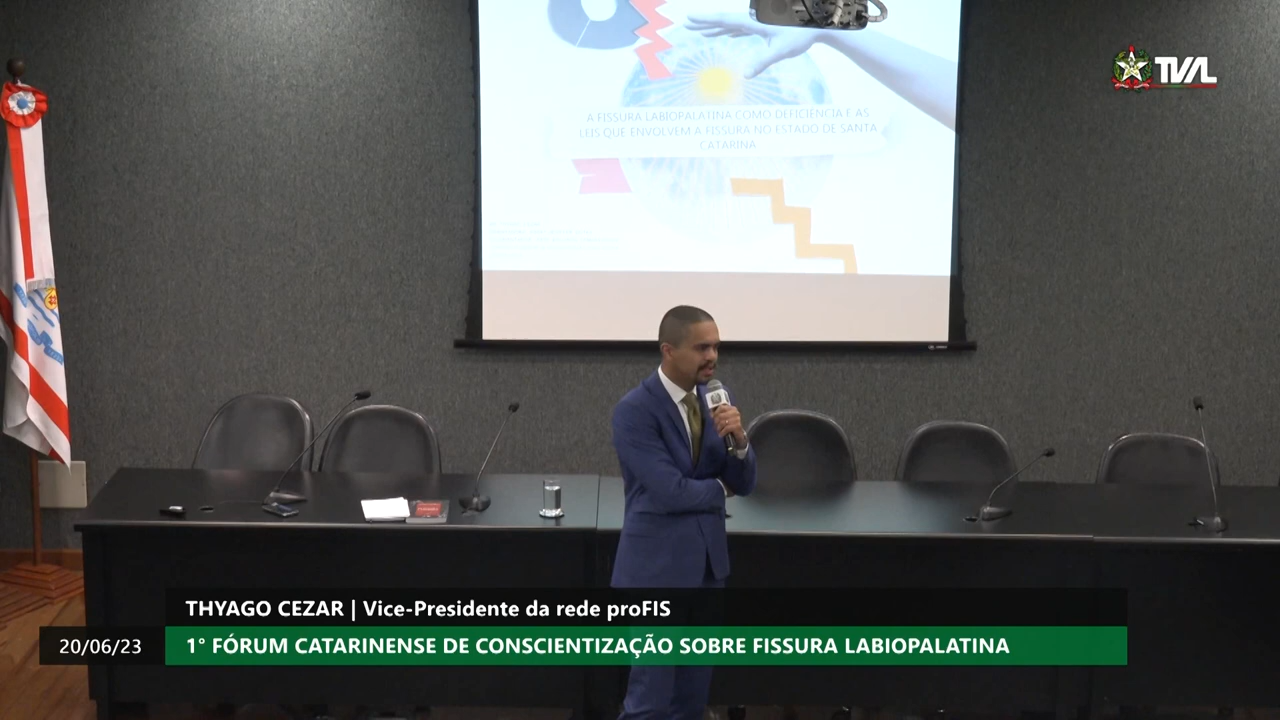 TVAL
A FISSURA LABIOPALATINA COMO DEFICIÊNCIA E AS
LEIS QUE ENVOLVEM A FISSURA NO ESTADO DE SANTA
CATARINA
THYAGO CEZAR | Vice-Presidente da rede proFIS
20/06/23
1° FÓRUM CATARINENSE DE CONSCIENTIZAÇÃO SOBRE FISSURA LABIOPALATINA